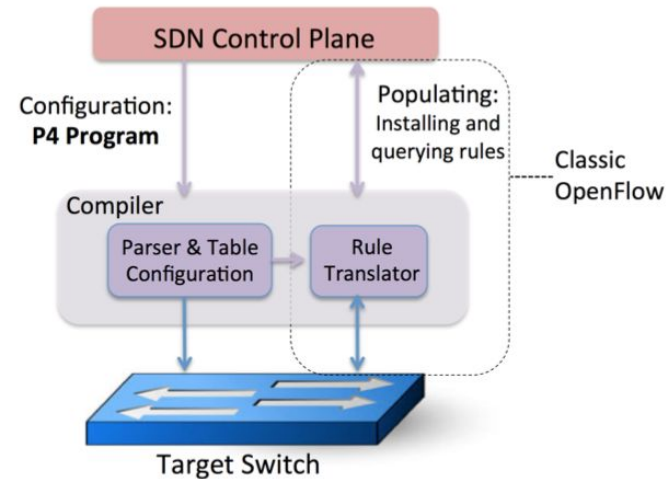 SDN Control Plane
Configuration:
P4 Program
Populating:
Installing and
querying rules
Classic
OpenFlow
Compiler
Parser & Table
Configuration
Rule
Translator
Target Switch